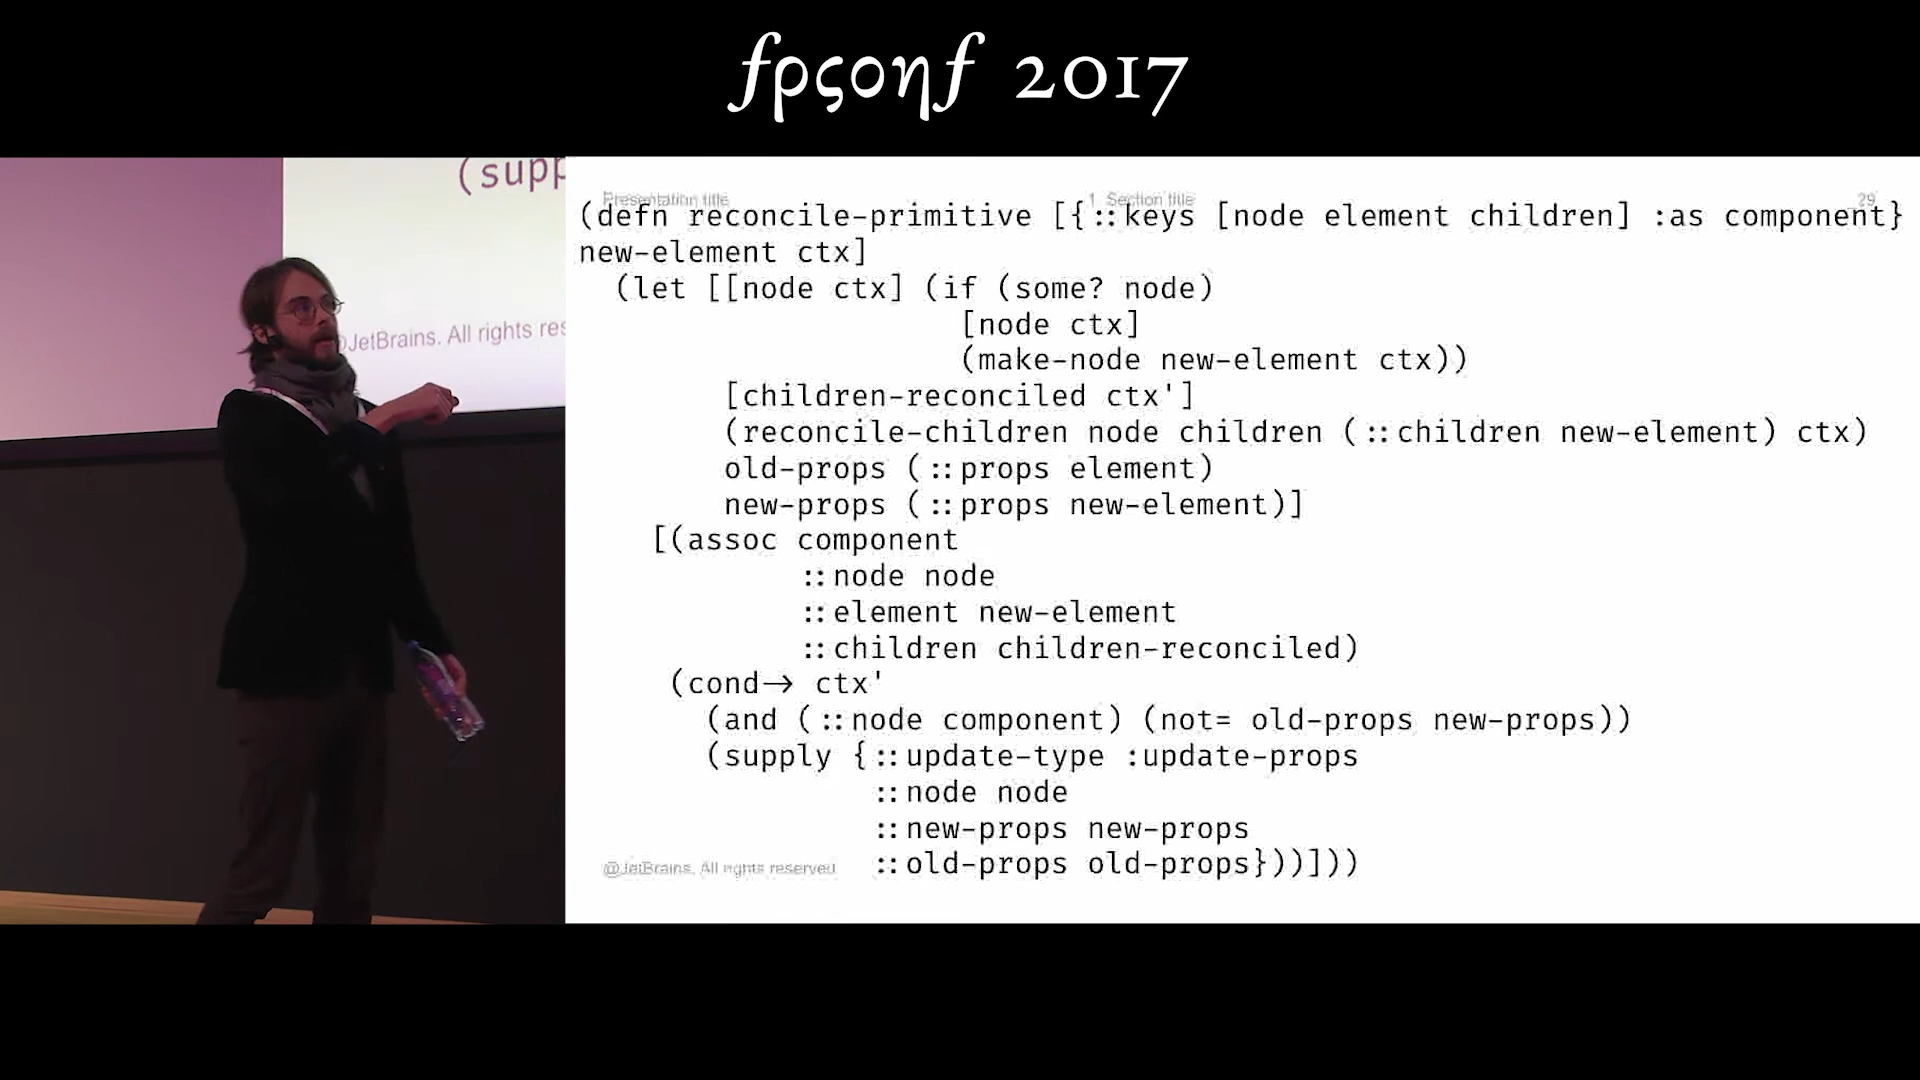 fρςοηf 2017
(supp
@JetBrains. All rights res
Presentation title
1 Section title
29
(defn reconcile-primitive [{::keys [node element children] :as component}
new-element ctx]
(let [[node ctx] (if (some? node)
[node ctx]
(make-node new-element ctx))
[children-reconciled ctx']
(reconcile-children node children (::children new-element) ctx)
old-props (::props element)
new-props (::props new-element)]
[(assoc component
::node node
::element new-element
::children children-reconciled)
(cond→ ctx'
(and (::node component) (not= old-props new-props))
(supply {::update-type :update-props
::node node
::new-props new-props
::old-props old-props}))]))
@JetBrains. All rights reserved